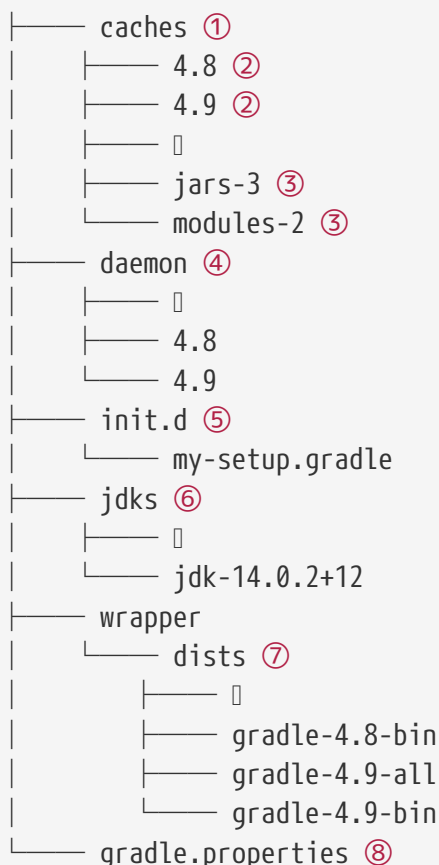 ├── caches ①
│   ├── 4.8 ②
│   ├── 4.9 ②
│   ├── ▯
│   ├── jars-3 ③
│   └── modules-2 ③
├── daemon ④
│   ├── ▯
│   ├── 4.8
│   └── 4.9
├── init.d ⑤
│   └── my-setup.gradle
├── jdks ⑥
│   ├── ▯
│   └── jdk-14.0.2+12
├── wrapper
│   └── dists ⑦
│       ├── ▯
│       ├── gradle-4.8-bin
│       ├── gradle-4.9-all
│       └── gradle-4.9-bin
└── gradle.properties ⑧